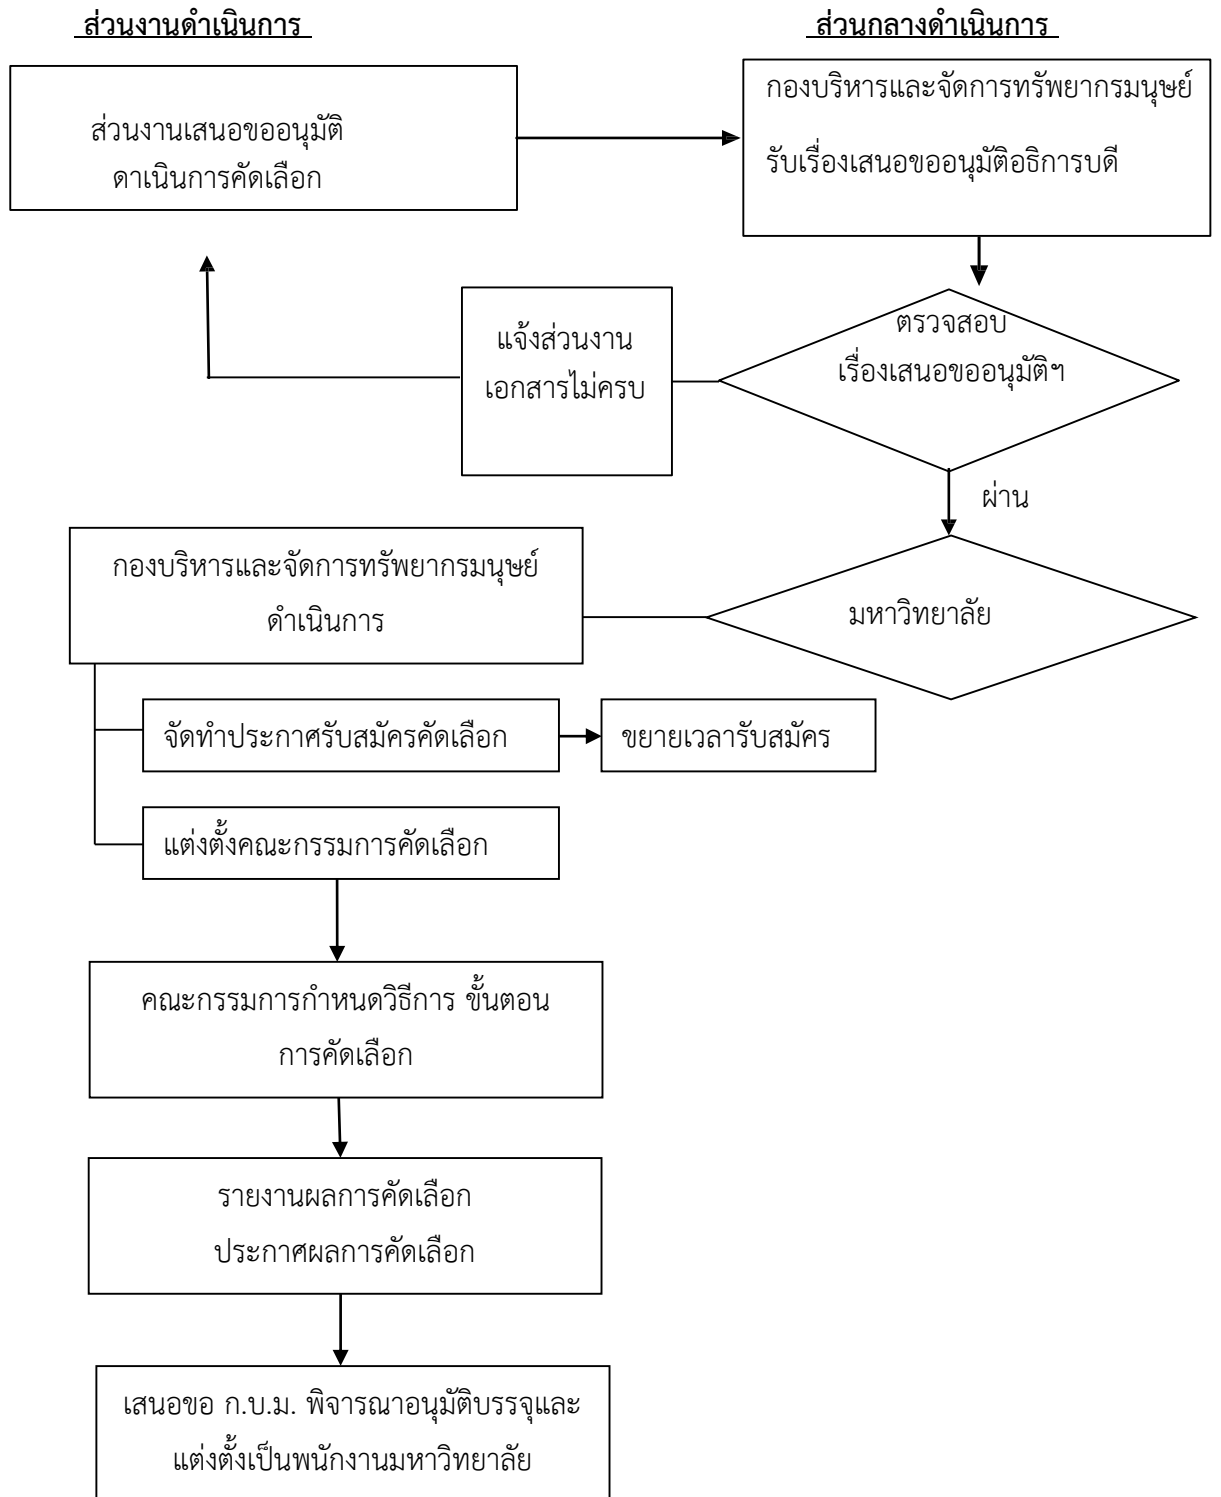 ส่วนงานดำเนินการ
ส่วนกลางดำเนินการ
ส่วนงานเสนอขออนุมัติ
ดาเนินการคัดเลือก
กองบริหารและจัดการทรัพยากรมนุษย์
รับเรื่องเสนอขออนุมัติอธิการบดี
แจ้งส่วนงาน
เอกสารไม่ครบ
ตรวจสอบ
เรื่องเสนอขออนุมัติฯ
ผ่าน
กองบริหารและจัดการทรัพยากรมนุษย์
ดำเนินการ
มหาวิทยาลัย
จัดทำประกาศรับสมัครคัดเลือก
ขยายเวลารับสมัคร
แต่งตั้งคณะกรรมการคัดเลือก
คณะกรรมการกำหนดวิธีการ ขั้นตอน
การคัดเลือก
รายงานผลการคัดเลือก
ประกาศผลการคัดเลือก
เสนอขอ ก.บ.ม. พิจารณาอนุมัติบรรจุและ
แต่งตั้งเป็นพนักงานมหาวิทยาลัย